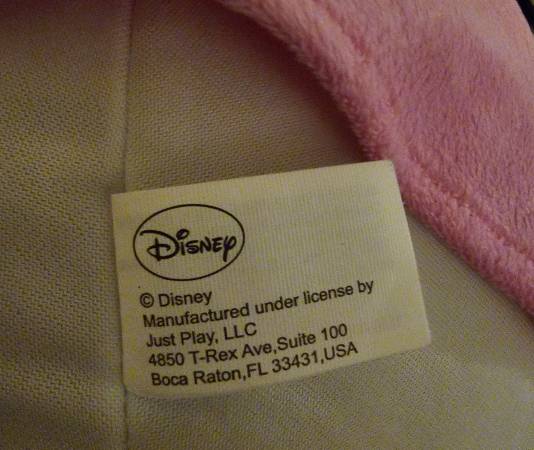 Disney
© Disney
Manufactured under license by
Just Play, LLC
4850 T-Rex Ave,Suite 100
Boca Raton,FL 33431,USA